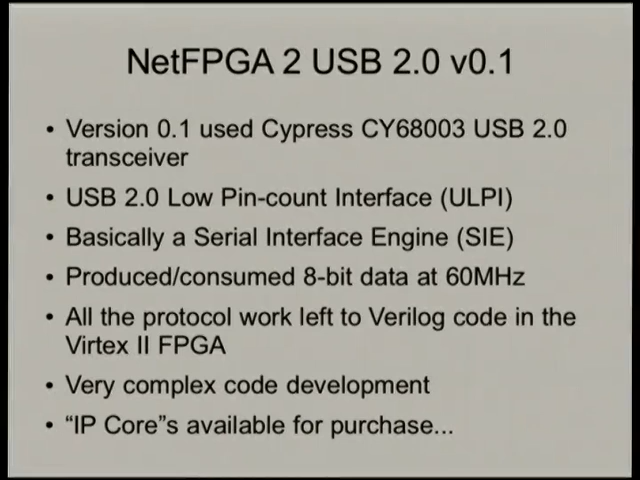 NetFPGA 2 USB 2.0 v0.1
• Version 0.1 used Cypress CY68003 USB 2.0
transceiver
• USB 2.0 Low Pin-count Interface (ULPI)
• Basically a Serial Interface Engine (SIE)
• Produced/consumed 8-bit data at 60MHz
• All the protocol work left to Verilog code in the
Virtex II FPGA
• Very complex code development
• “IP Core”s available for purchase...